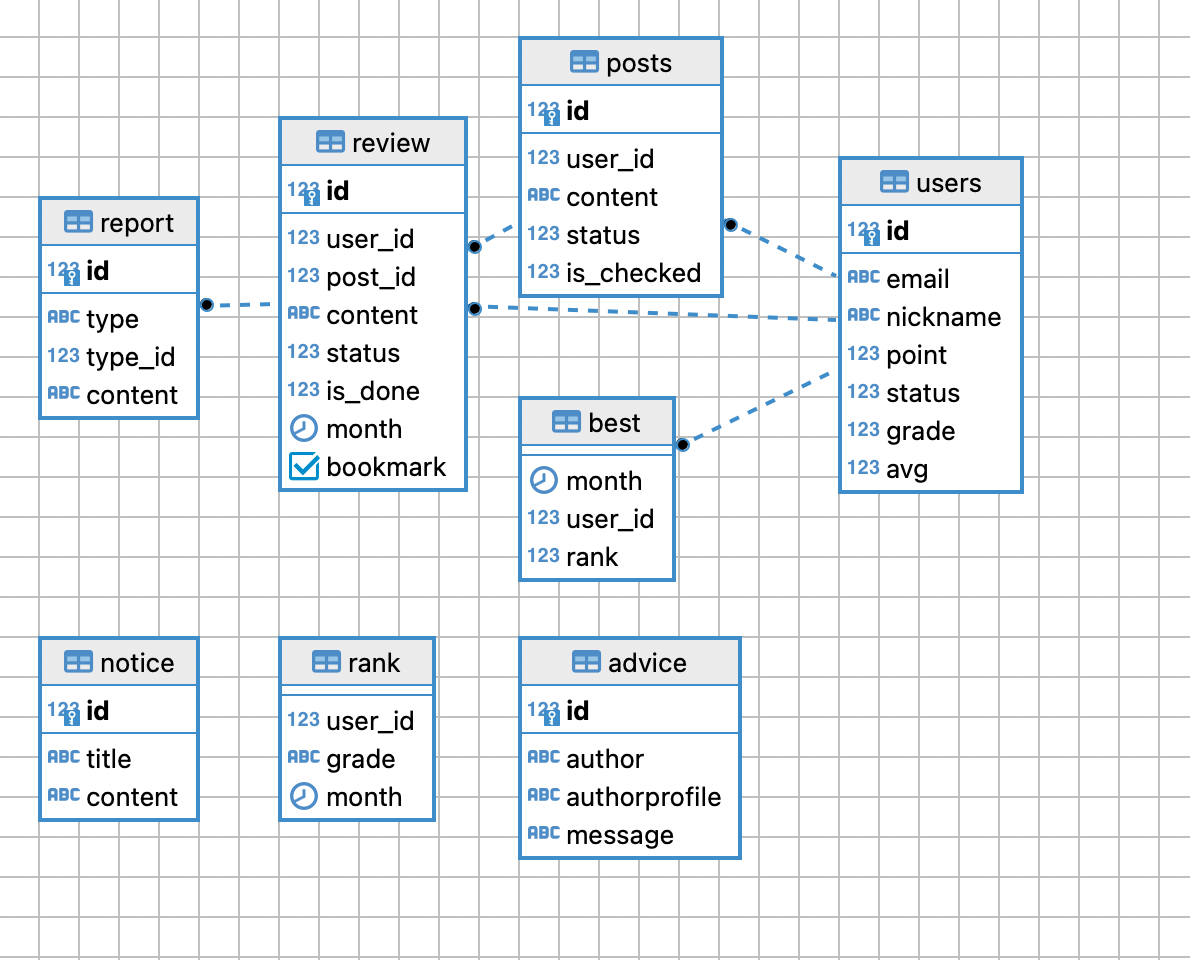 posts
123 id
123 user_id
ABC content
123 status
123 is_checked
review
123 id
123 user_id
123 post_id
ABC content
123 status
123 is_done
month
bookmark
users
123 id
ABC email
ABC nickname
123 point
123 status
123 grade
123 avg
report
123 id
ABC type
123 type_id
ABC content
best
month
123 user_id
123 rank
notice
123 id
ABC title
ABC content
rank
123 user_id
ABC grade
month
advice
123 id
ABC author
ABC authorprofile
ABC message